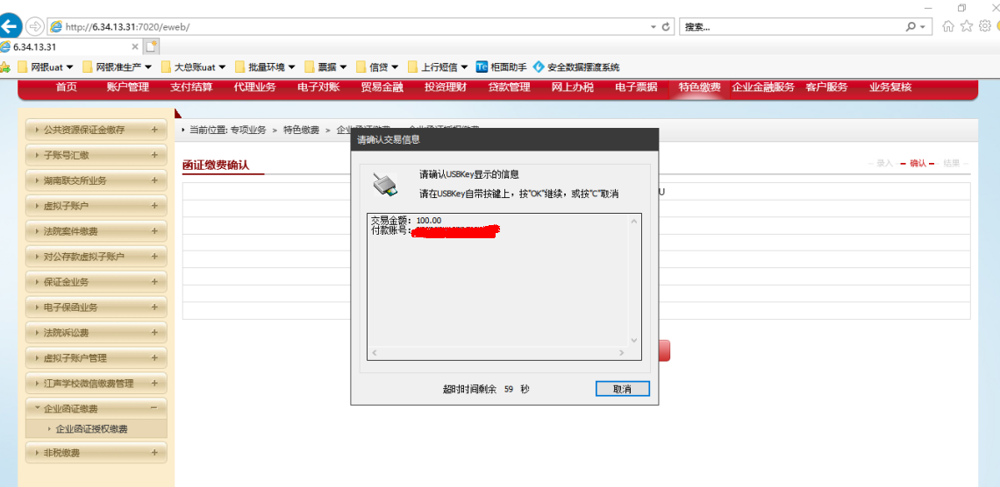 http://6.34.13.31:7020/eweb/
搜索...
6.34.13.31 ×
网银uat 网银准生产 大总账uat 批量环境 票据 信贷 上行短信 柜面助手 安全数据摆渡系统
首页 账户管理 支付结算 代理业务 电子对账 贸易金融 投资理财 贷款管理 网上办税 电子票据 特色缴费 企业金融服务 客户服务 业务复核
公共资源保证金缴存 +
子账号汇缴 +
湖南联交所业务 +
虚拟子账户 +
法院案件缴费 +
对公存款虚拟子账户 +
保证金业务 +
电子保函业务 +
法院诉讼费 +
虚拟子账户管理 +
江声学校微信缴费管理 +
企业函证缴费 −
企业函证授权缴费
非税缴费 +
当前位置: 专项业务 > 特色缴费 >
函证缴费确认
录入 确认 结果
U
请确认交易信息
请确认USBKey显示的信息
请在USBKey自带按键上，按"OK"继续，或按"C"取消
交易金额: 100.00
付款账号:
超时时间剩余 59 秒
取消